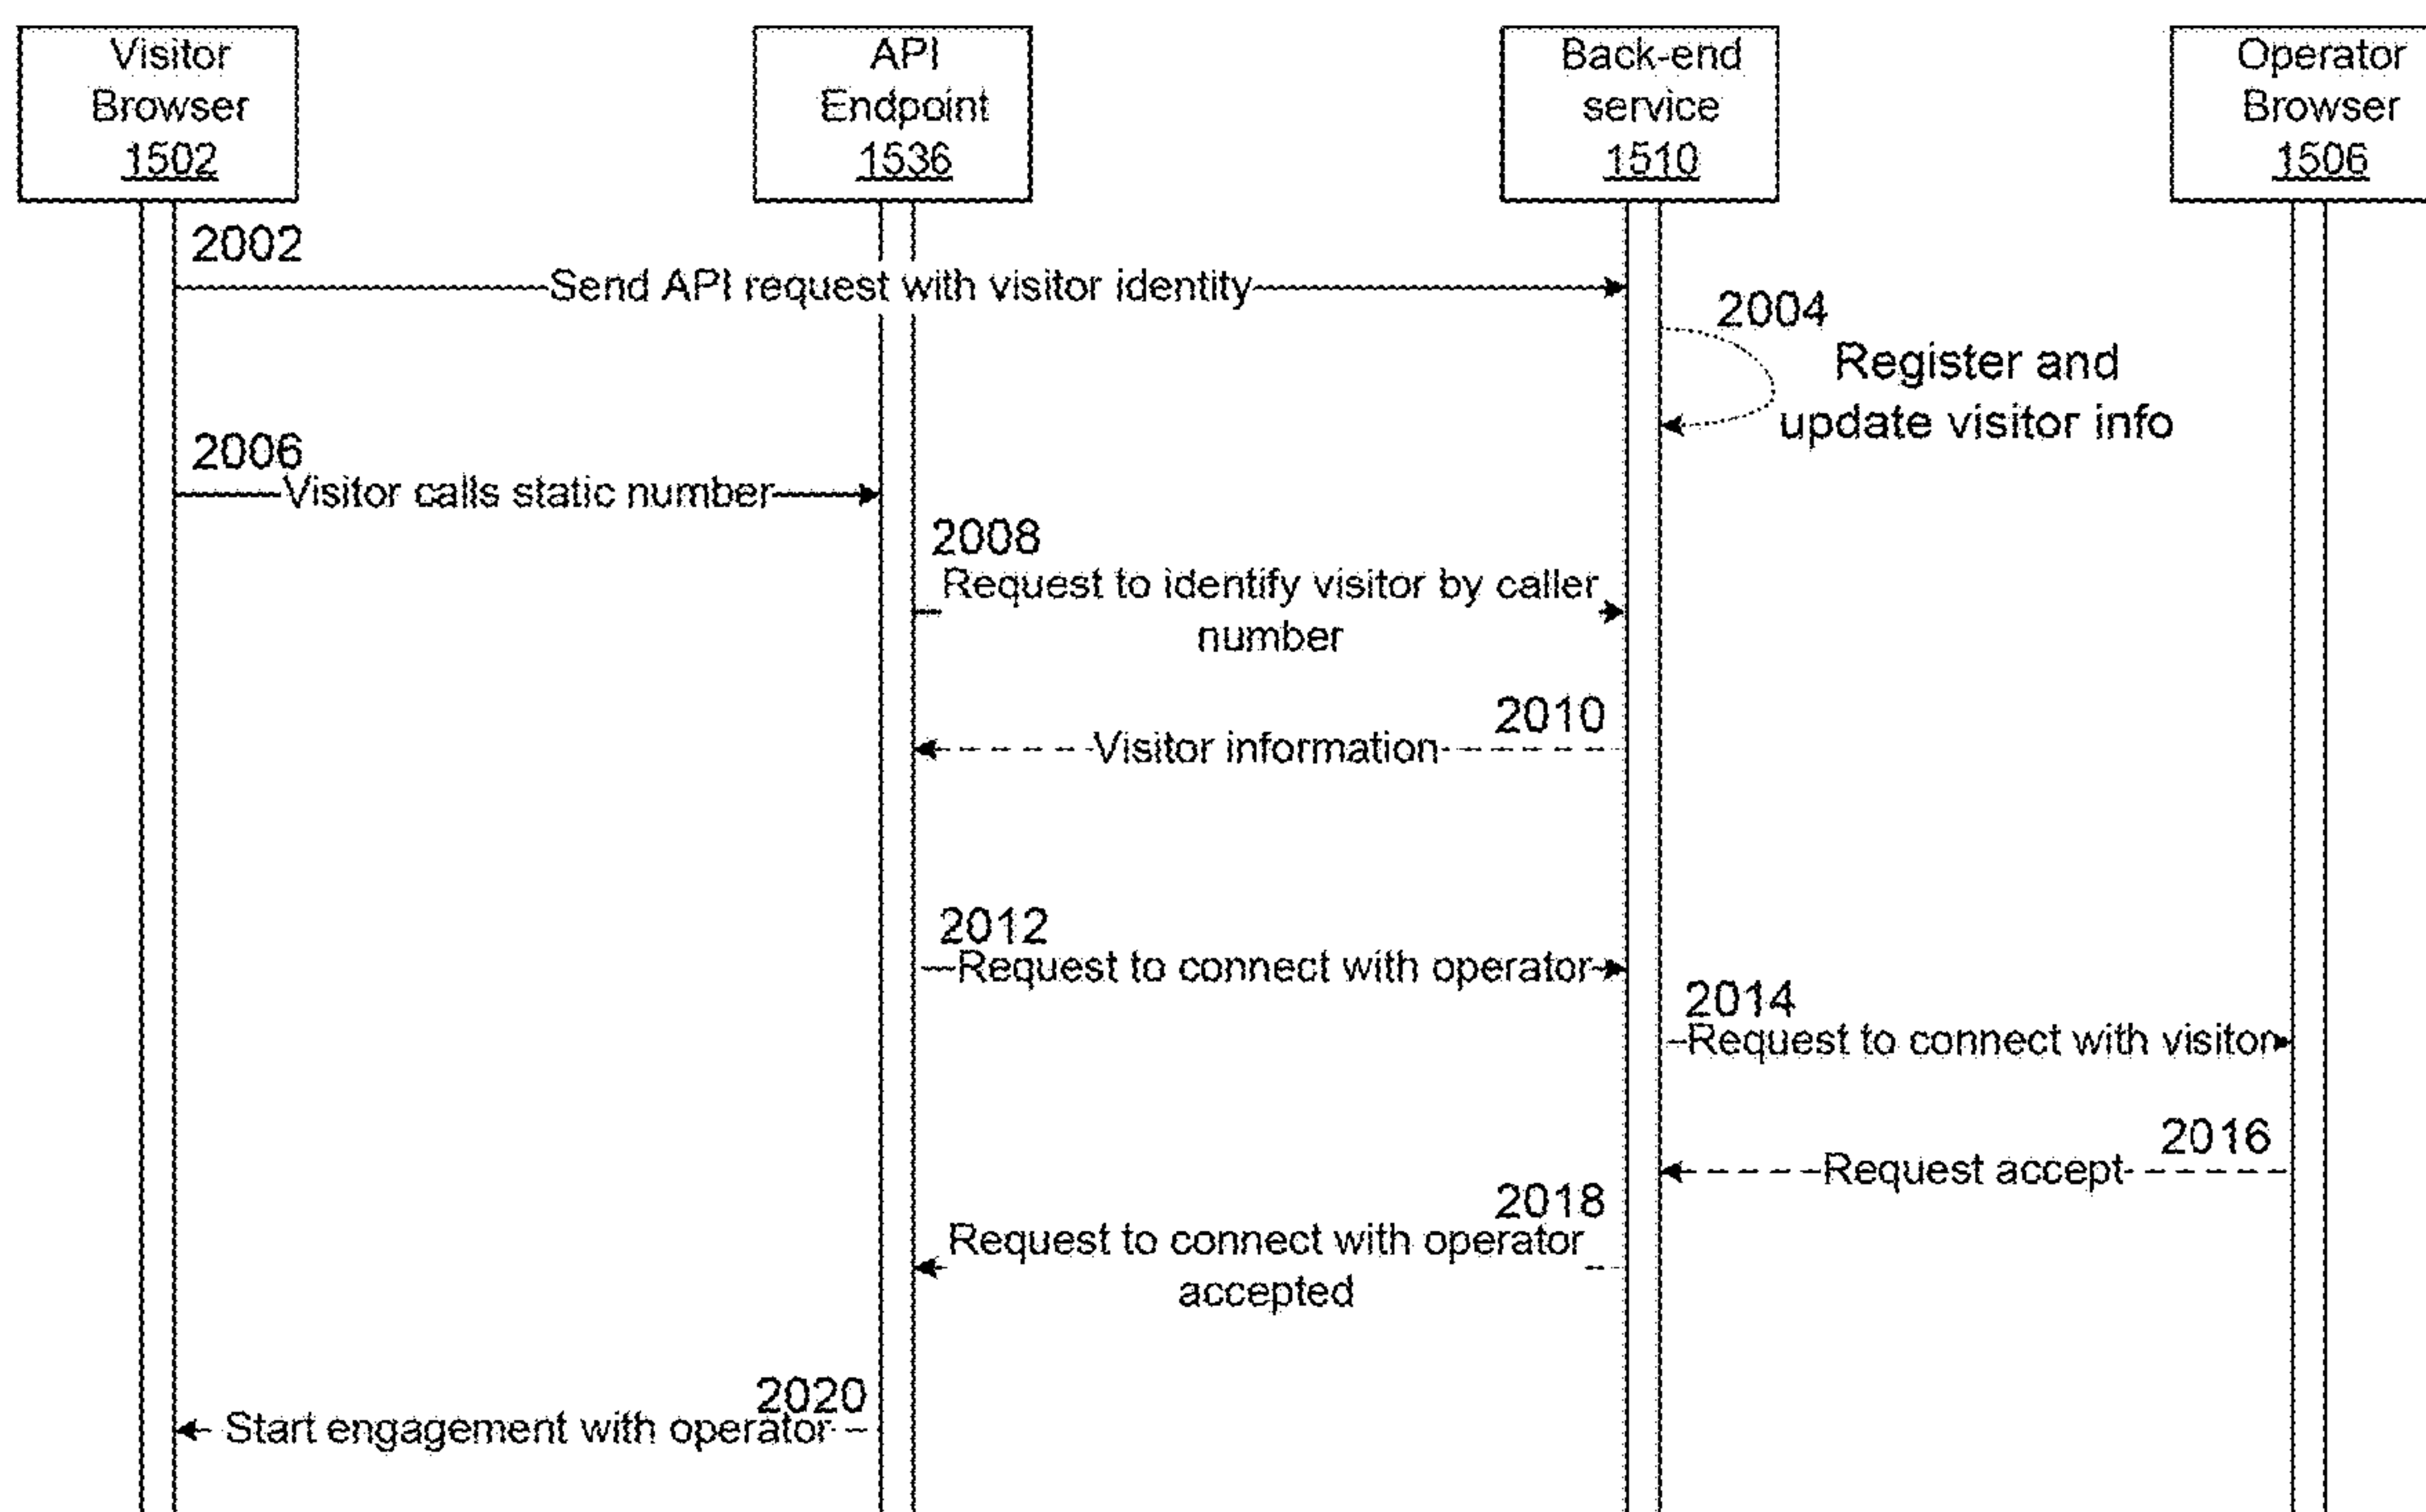 Visitor
Browser
1502
API
Endpoint
1536
Back-end
service
1510
Operator
Browser
1506
2002
Send API request with visitor identity
2004
Register and
update visitor info
2006
Visitor calls static number
2008
Request to identify visitor by caller
number
2010
Visitor information
2012
Request to connect with operator
2014
Request to connect with visitor
2016
Request accept
2018
Request to connect with operator
accepted
2020
Start engagement with operator